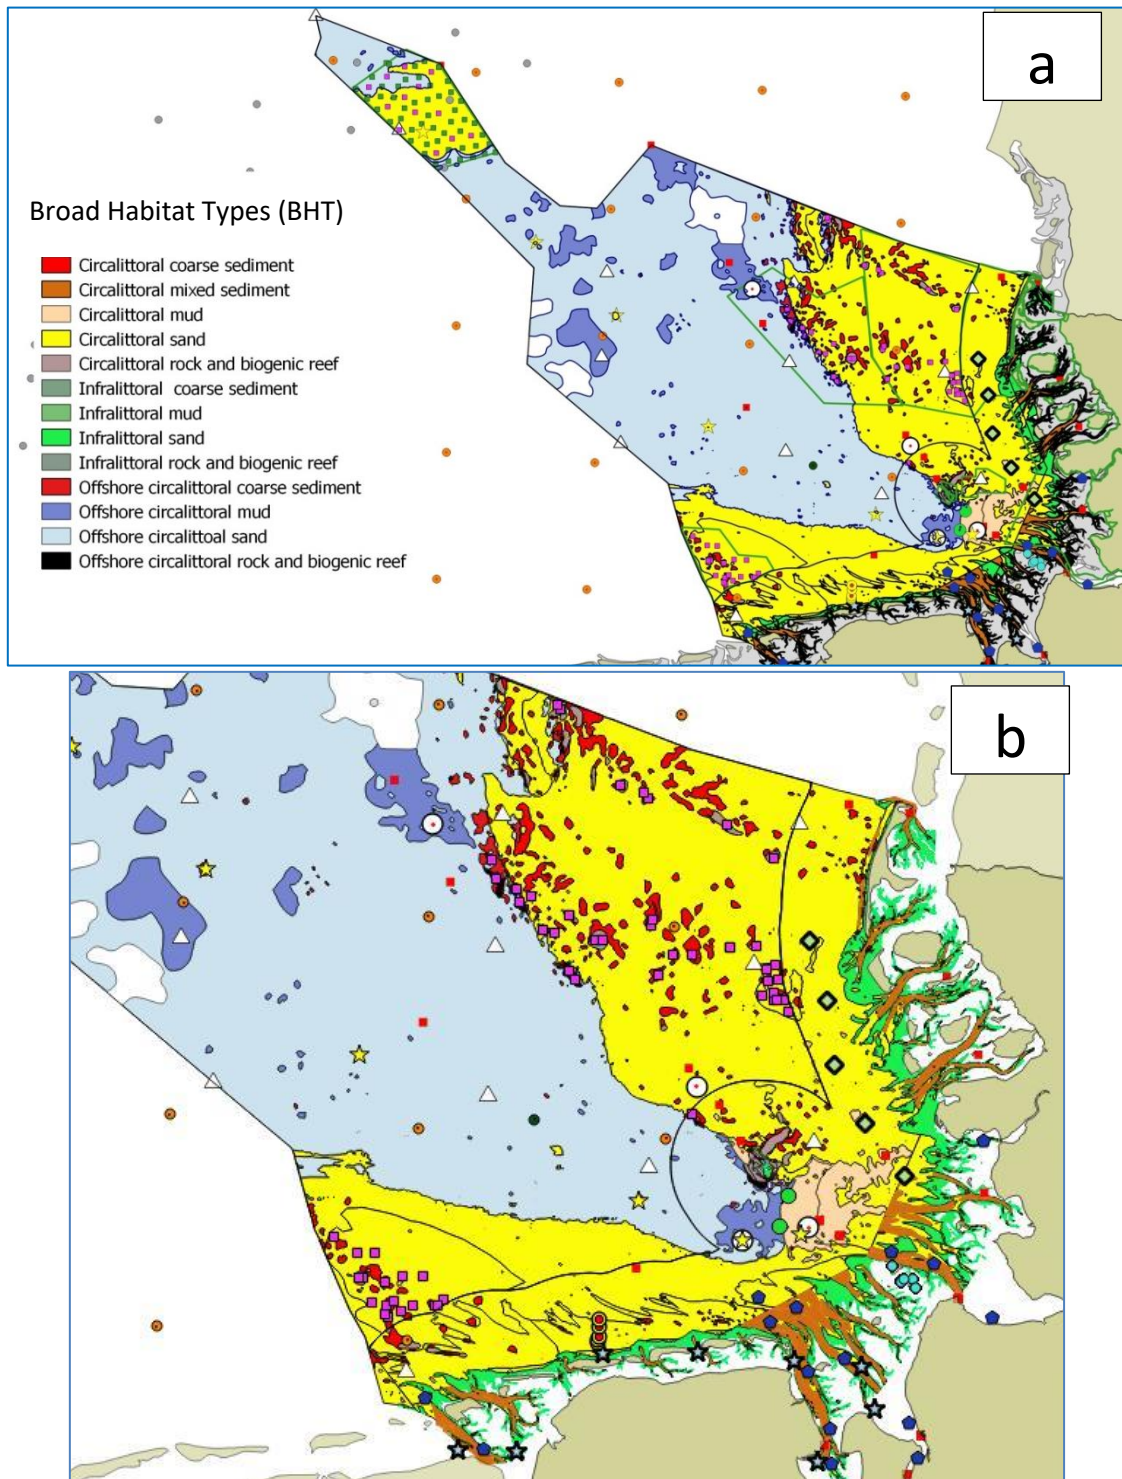 a
Broad Habitat Types (BHT)
Circalittoral coarse sediment
Circalittoral mixed sediment
Circalittoral mud
Circalittoral sand
Circalittoral rock and biogenic reef
Infralittoral coarse sediment
Infralittoral mud
Infralittoral sand
Infralittoral rock and biogenic reef
Offshore circalittoral coarse sediment
Offshore circalittoral mud
Offshore circalittoal sand
Offshore circalittoral rock and biogenic reef
b